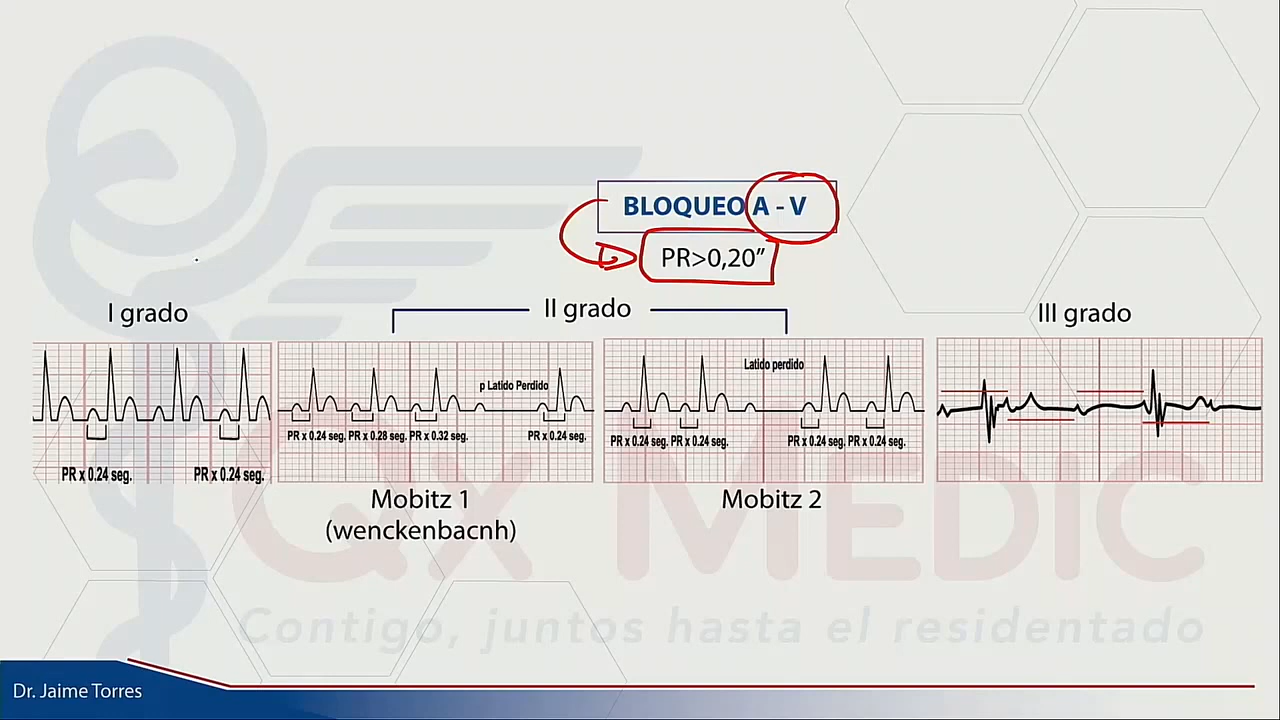 BLOQUEO A - V
PR>0,20”
I grado
II grado
III grado
PR x 0.24 seg.
PR x 0.24 seg.
p Latido Perdido
PR x 0.24 seg.
PR x 0.28 seg.
PR x 0.32 seg.
PR x 0.24 seg.
Mobitz 1
(wenckenbacnh)
Latido perdido
PR x 0.24 seg.
PR x 0.24 seg.
PR x 0.24 seg.
PR x 0.24 seg.
Mobitz 2
Qx MEDIC
Contigo, juntos hasta el residentado
Dr. Jaime Torres